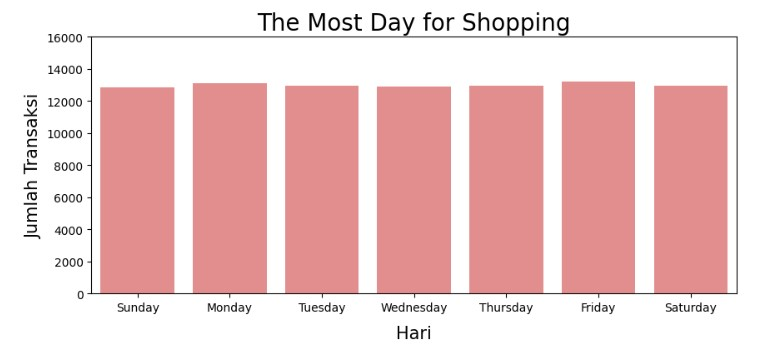 The Most Day for Shopping
16000
14000
12000
10000
8000
6000
4000
2000
0
Jumlah Transaksi
Sunday Monday Tuesday Wednesday Thursday Friday Saturday
Hari